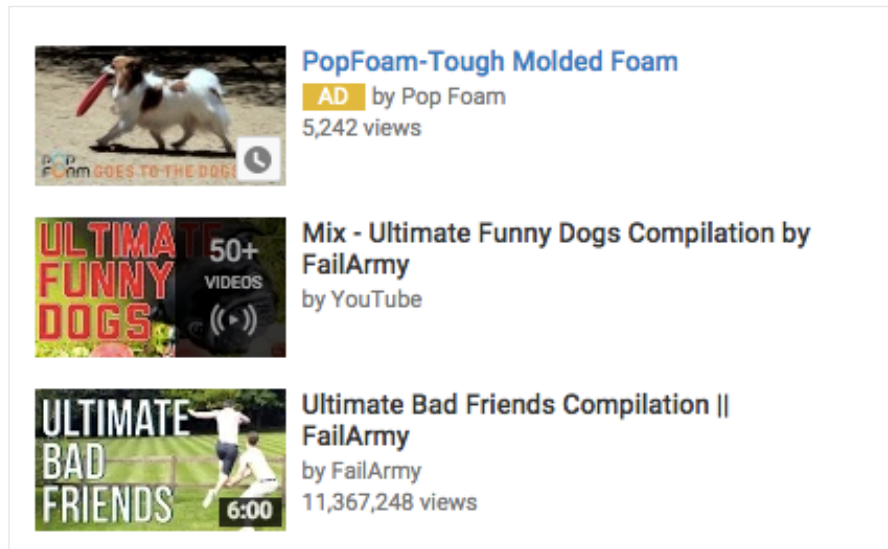 PopFoam-Tough Molded Foam
AD by Pop Foam
5,242 views
POP
FOam GOES TO THE DOGS
Mix - Ultimate Funny Dogs Compilation by
FailArmy
by YouTube
ULTIMATE
FUNNY
DOGS
50+
VIDEOS
Ultimate Bad Friends Compilation ||
FailArmy
by FailArmy
11,367,248 views
ULTIMATE
BAD
FRIENDS
6:00